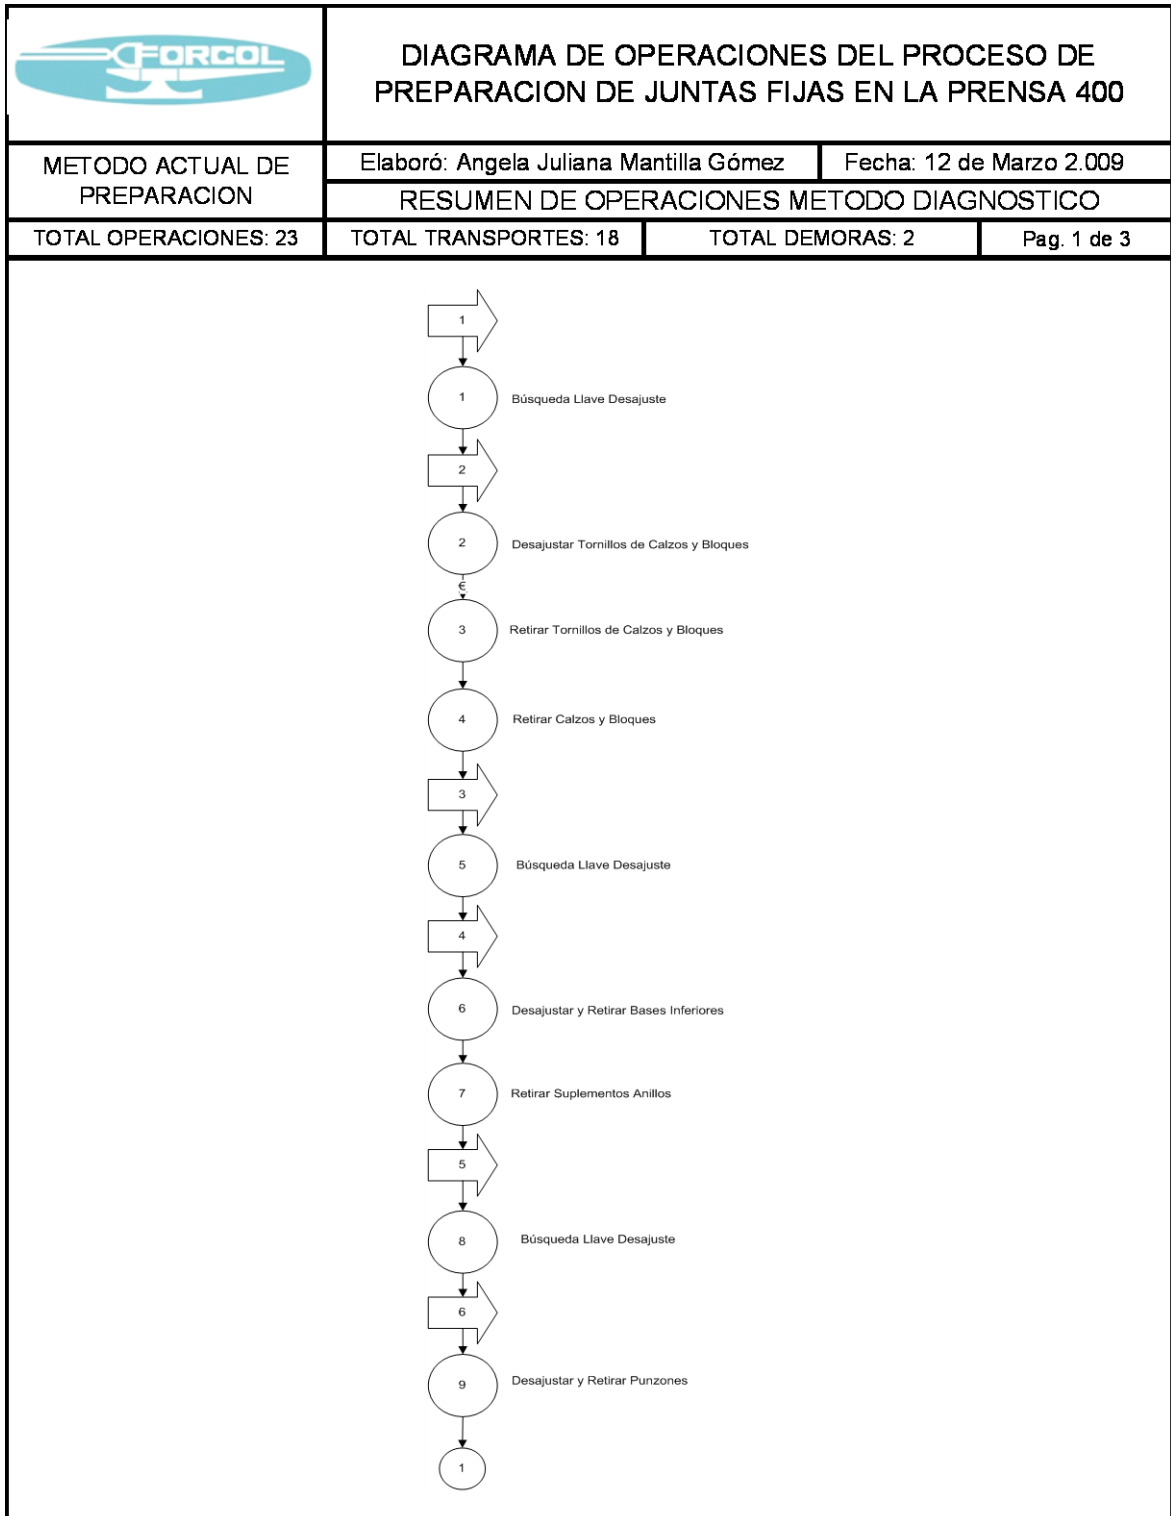 FORCOL
DIAGRAMA DE OPERACIONES DEL PROCESO DE
PREPARACION DE JUNTAS FIJAS EN LA PRENSA 400
METODO ACTUAL DE
PREPARACION
Elaboró: Angela Juliana Mantilla Gómez
Fecha: 12 de Marzo 2.009
RESUMEN DE OPERACIONES METODO DIAGNOSTICO
TOTAL OPERACIONES: 23
TOTAL TRANSPORTES: 18
TOTAL DEMORAS: 2
Pag. 1 de 3
1
1
Búsqueda Llave Desajuste
2
2
Desajustar Tornillos de Calzos y Bloques
€
3
Retirar Tornillos de Calzos y Bloques
4
Retirar Calzos y Bloques
3
5
Búsqueda Llave Desajuste
4
6
Desajustar y Retirar Bases Inferiores
7
Retirar Suplementos Anillos
5
8
Búsqueda Llave Desajuste
6
9
Desajustar y Retirar Punzones
1